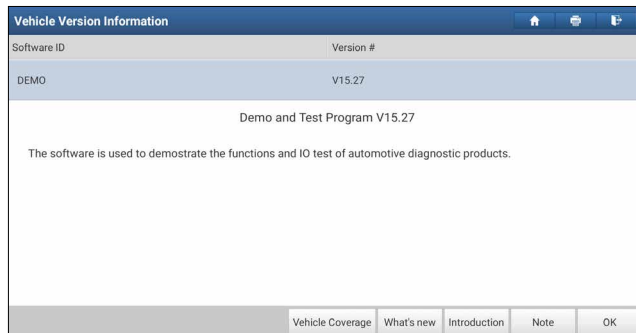 Vehicle Version Information
Software ID Version #
DEMO V15.27
Demo and Test Program V15.27
The software is used to demostrate the functions and IO test of automotive diagnostic products.
Vehicle Coverage What's new Introduction Note OK